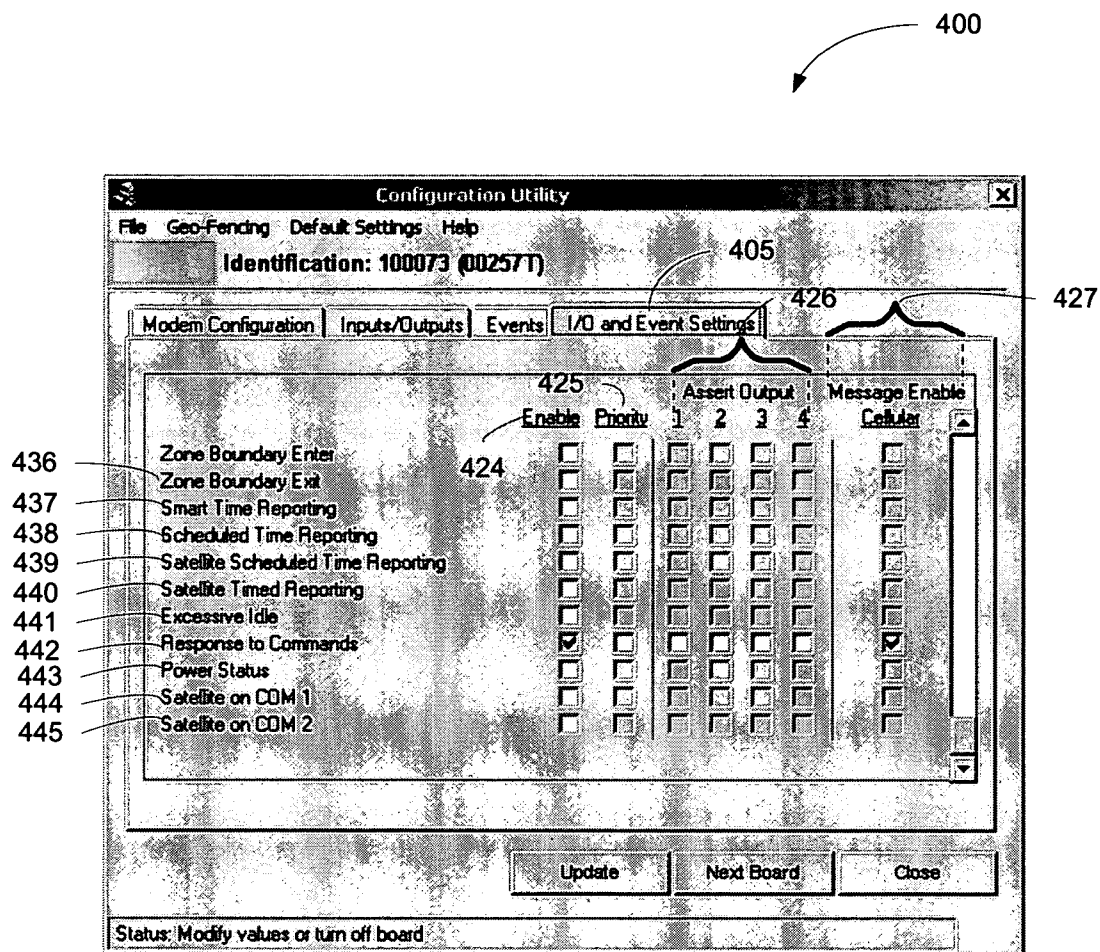 400
Configuration Utility
File Geo-Fencing Default Settings Help
Identification: 100073 (00257T)
405
426
427
Modem Configuration Inputs/Outputs Events I/O and Event Settings
425
Assert Output Message Enable
Enable Priority 1 2 3 4 Cellular
424
Zone Boundary Enter
436 Zone Boundary Exit
437 Smart Time Reporting
438 Scheduled Time Reporting
439 Satellite Scheduled Time Reporting
440 Satellite Timed Reporting
441 Excessive Idle
442 Response to Commands
443 Power Status
444 Satellite on COM 1
445 Satellite on COM 2
Update Next Board Close
Status: Modify values or turn off board